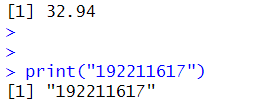 [1] 32.94
>
>
> print("192211617")
[1] "192211617"